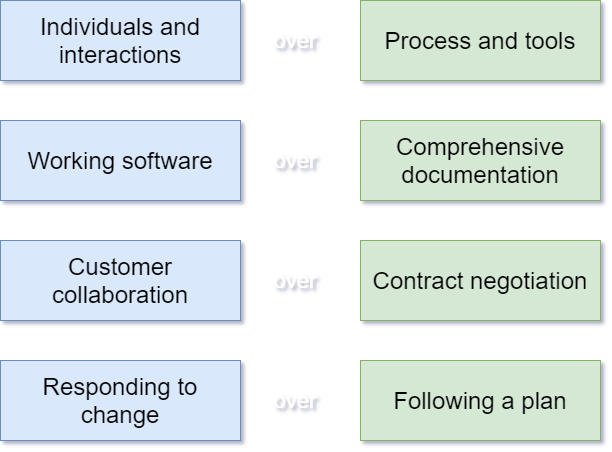 Individuals and
interactions
over
Process and tools
Working software
over
Comprehensive
documentation
Customer
collaboration
over
Contract negotiation
Responding to
change
over
Following a plan